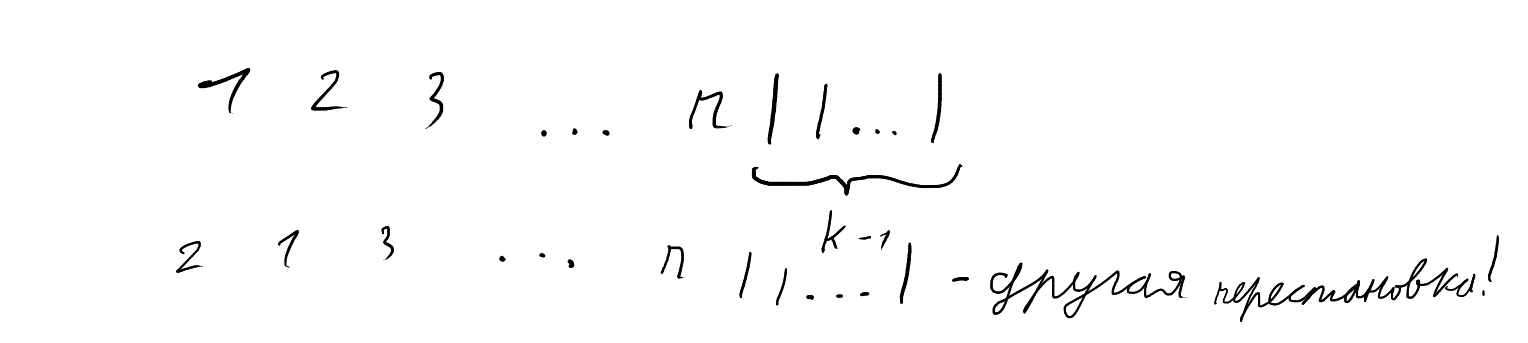 1 2 3 ... n | | ... |
k-1
2 1 3 ... n | | ... | - другая перестановка!